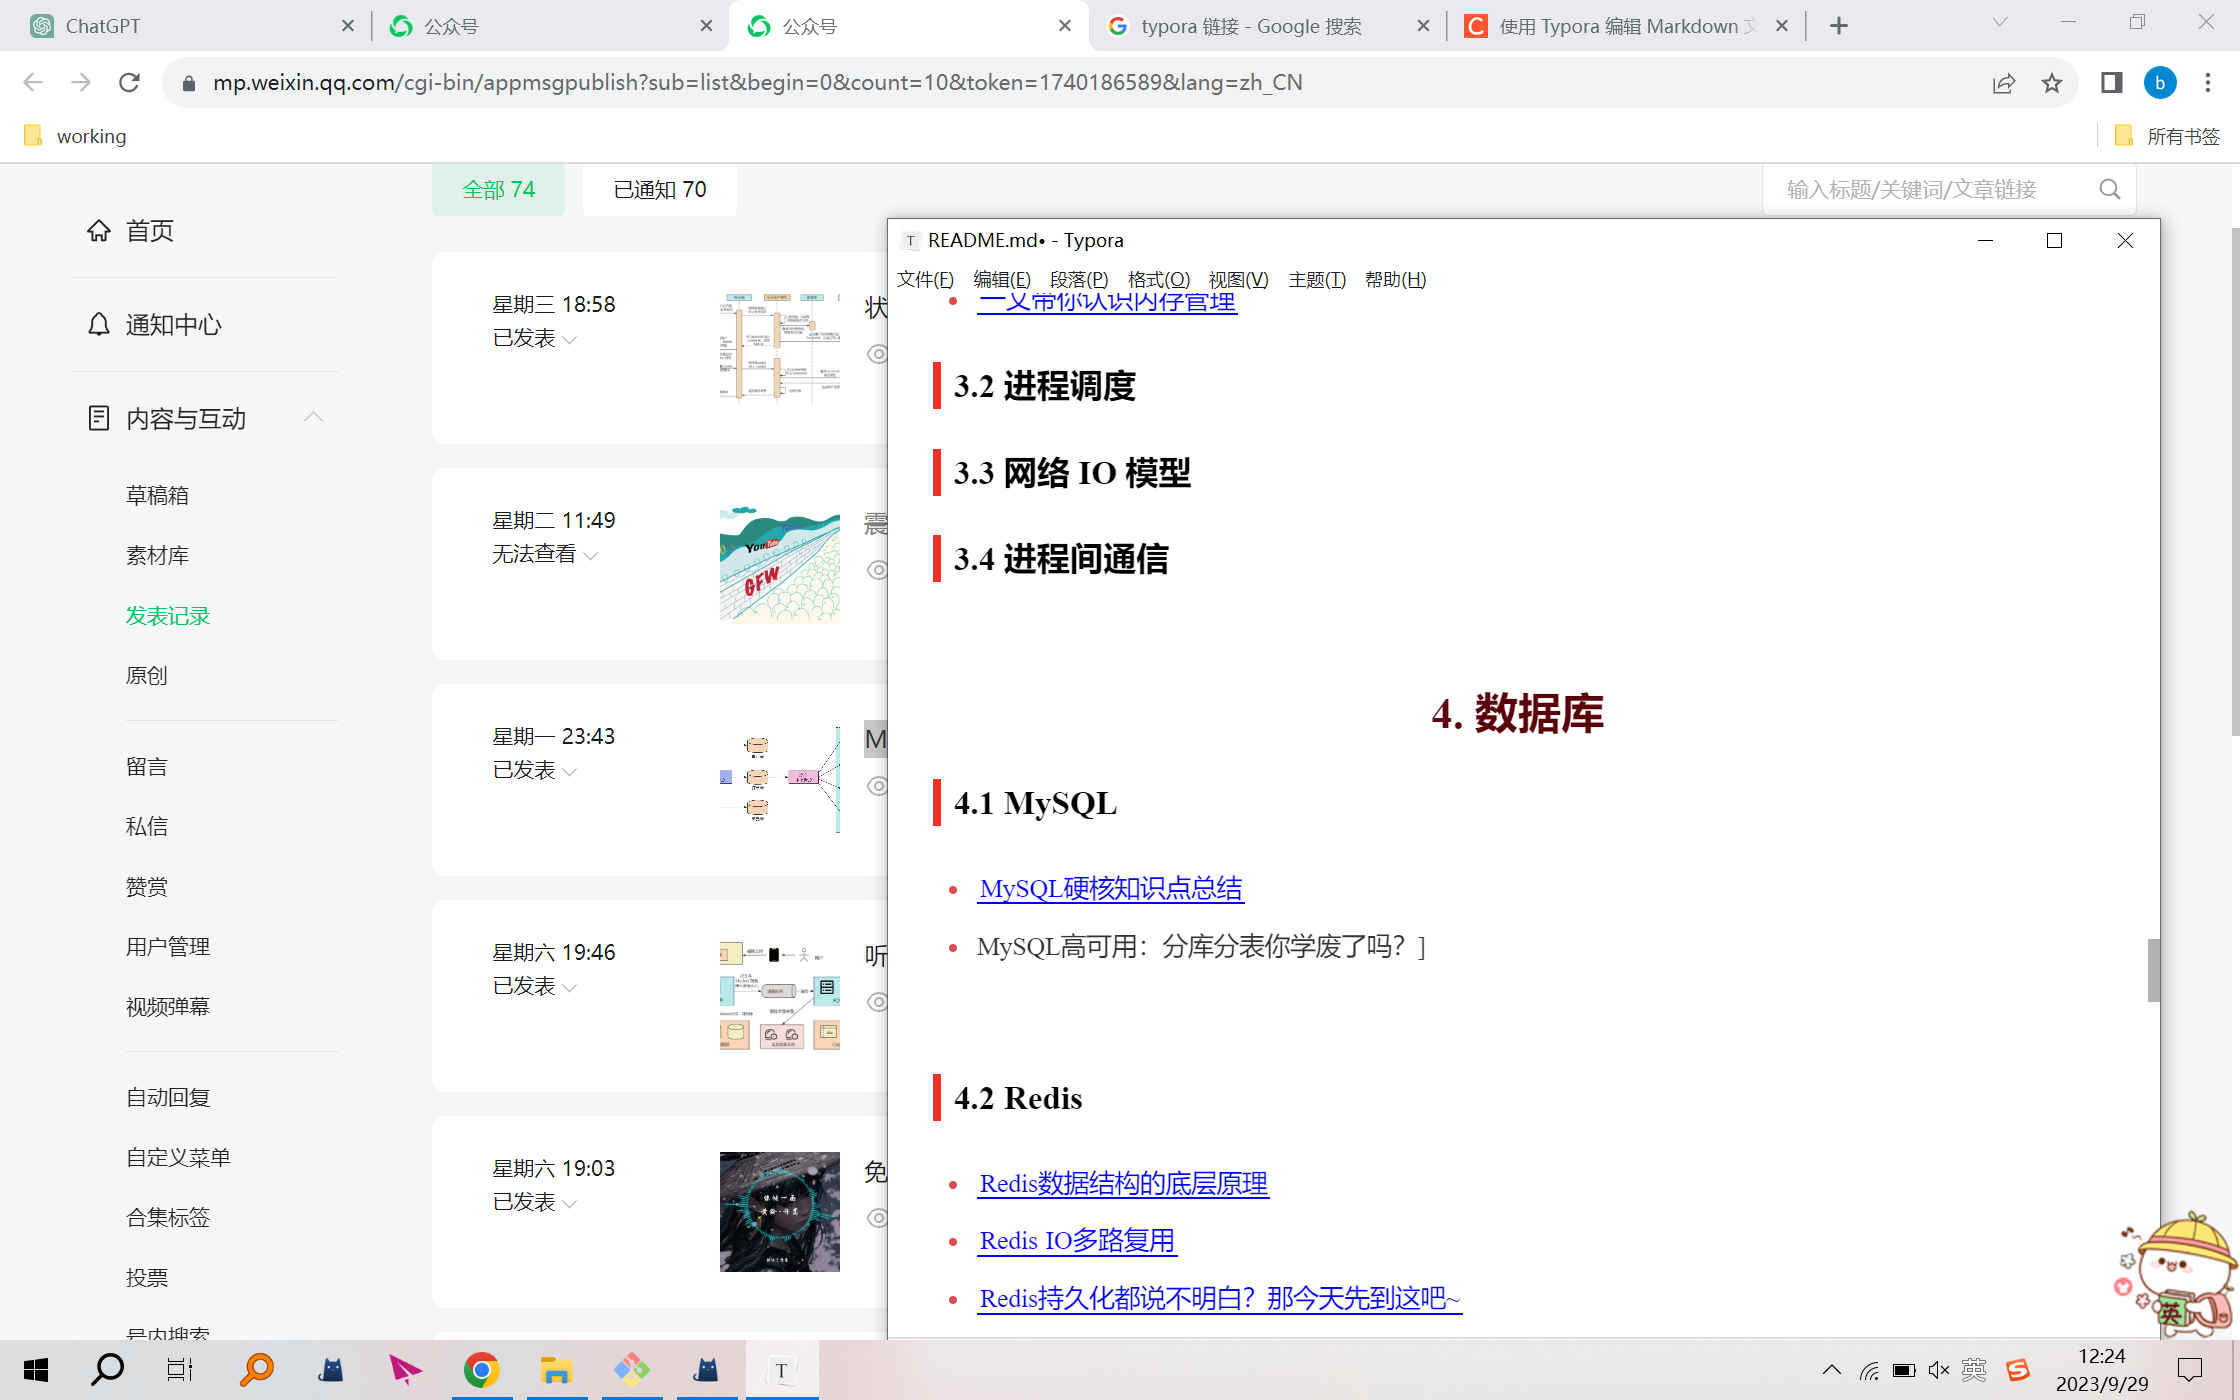 ChatGPT
公众号
公众号
typora 链接 - Google 搜索
使用 Typora 编辑 Markdown
mp.weixin.qq.com/cgi-bin/appmsgpublish?sub=list&begin=0&count=10&token=1740186589&lang=zh_CN
b
working
所有书签
首页
通知中心
内容与互动
草稿箱
素材库
发表记录
原创
留言
私信
赞赏
用户管理
视频弹幕
自动回复
自定义菜单
合集标签
投票
号内搜索
全部 74
已通知 70
输入标题/关键词/文章链接
星期三 18:58
已发表
状
星期二 11:49
无法查看
YouTube
GFW
震
星期一 23:43
已发表
M
星期六 19:46
已发表
听
星期六 19:03
已发表
免
README.md• - Typora
文件(F) 编辑(E) 段落(P) 格式(O) 视图(V) 主题(T) 帮助(H)
一文带你认识内存管理
3.2 进程调度
3.3 网络 IO 模型
3.4 进程间通信
4. 数据库
4.1 MySQL
MySQL硬核知识点总结
MySQL高可用：分库分表你学废了吗？]
4.2 Redis
Redis数据结构的底层原理
Redis IO多路复用
Redis持久化都说不明白？那今天先到这吧~
英
T
英
12:24
2023/9/29